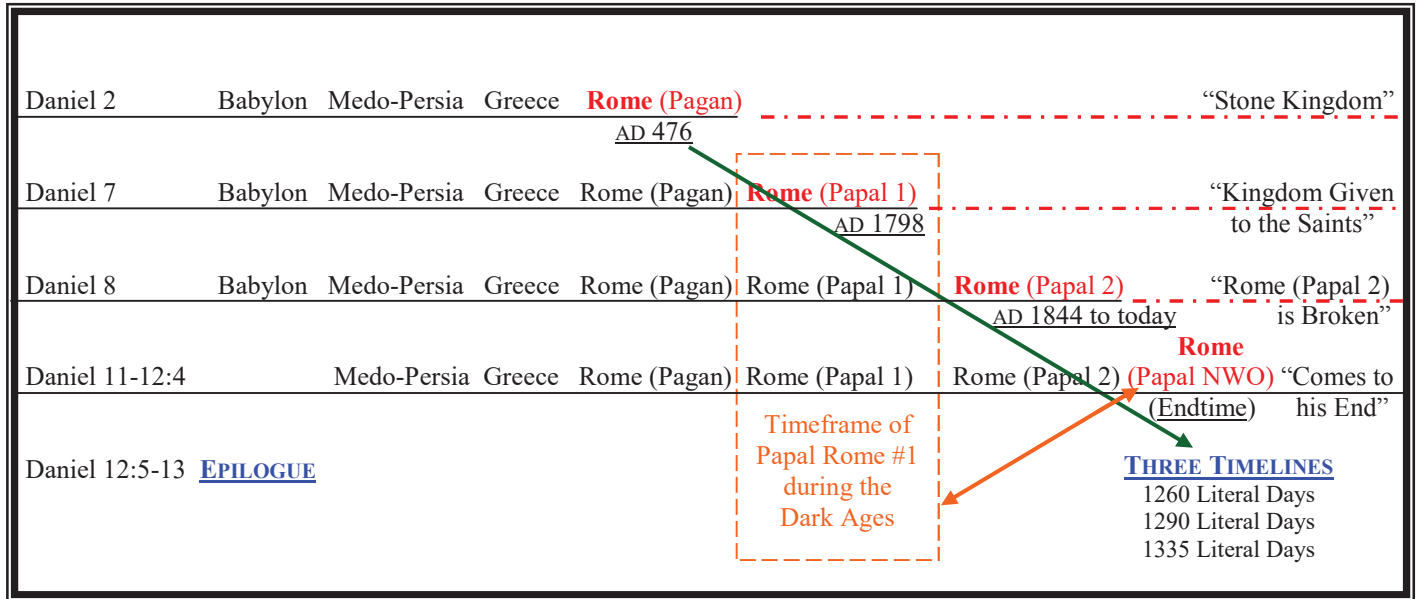 Daniel 2 Babylon Medo-Persia Greece Rome (Pagan) “Stone Kingdom”
AD 476
Daniel 7 Babylon Medo-Persia Greece Rome (Pagan) Rome (Papal 1) “Kingdom Given
AD 1798 to the Saints”
Daniel 8 Babylon Medo-Persia Greece Rome (Pagan) Rome (Papal 1) Rome (Papal 2) “Rome (Papal 2)
AD 1844 to today is Broken”
Rome
Daniel 11-12:4 Medo-Persia Greece Rome (Pagan) Rome (Papal 1) Rome (Papal 2) (Papal NWO) “Comes to
(Endtime) his End”
Timeframe of
Papal Rome #1
during the
Dark Ages
Daniel 12:5-13 EPILOGUE
THREE TIMELINES
1260 Literal Days
1290 Literal Days
1335 Literal Days